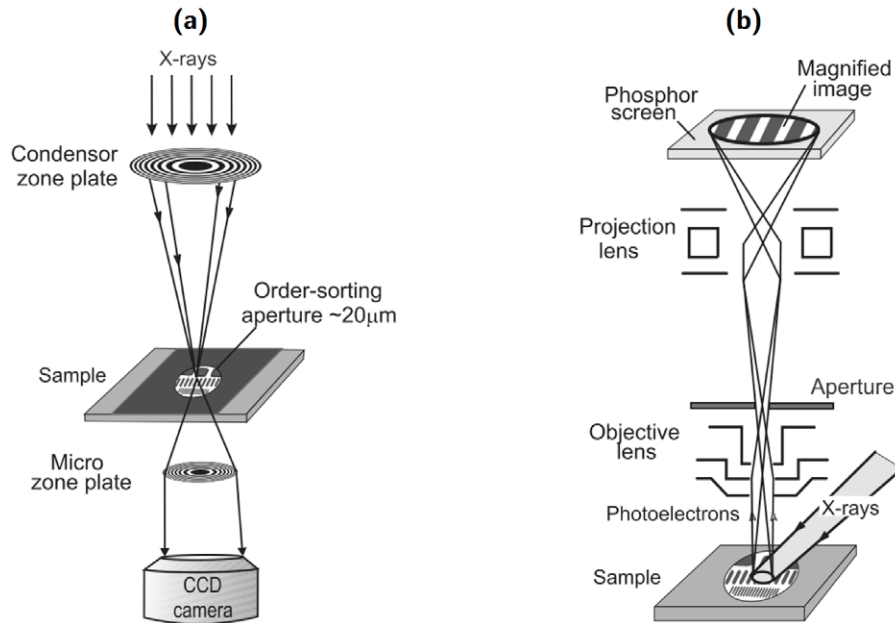 (a)
X-rays
Condensor
zone plate
Order-sorting
aperture ~20μm
Sample
Micro
zone plate
CCD
camera
(b)
Magnified
image
Phosphor
screen
Projection
lens
Aperture
Objective
lens
Photoelectrons
X-rays
Sample